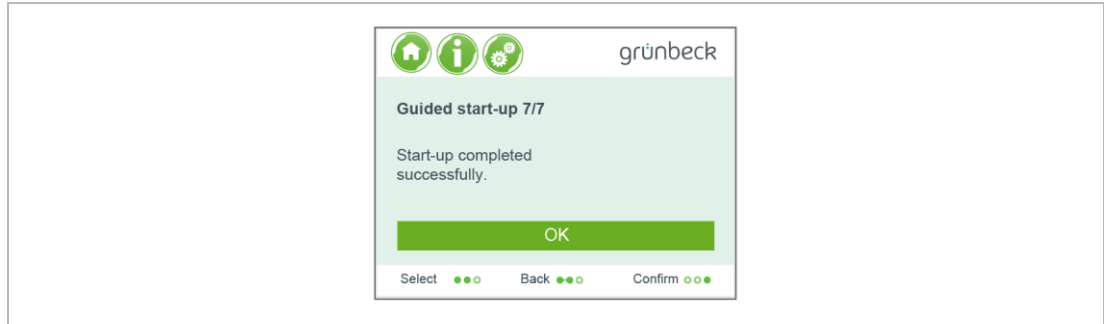 grünbeck
Guided start-up 7/7
Start-up completed
successfully.
OK
Select Back Confirm